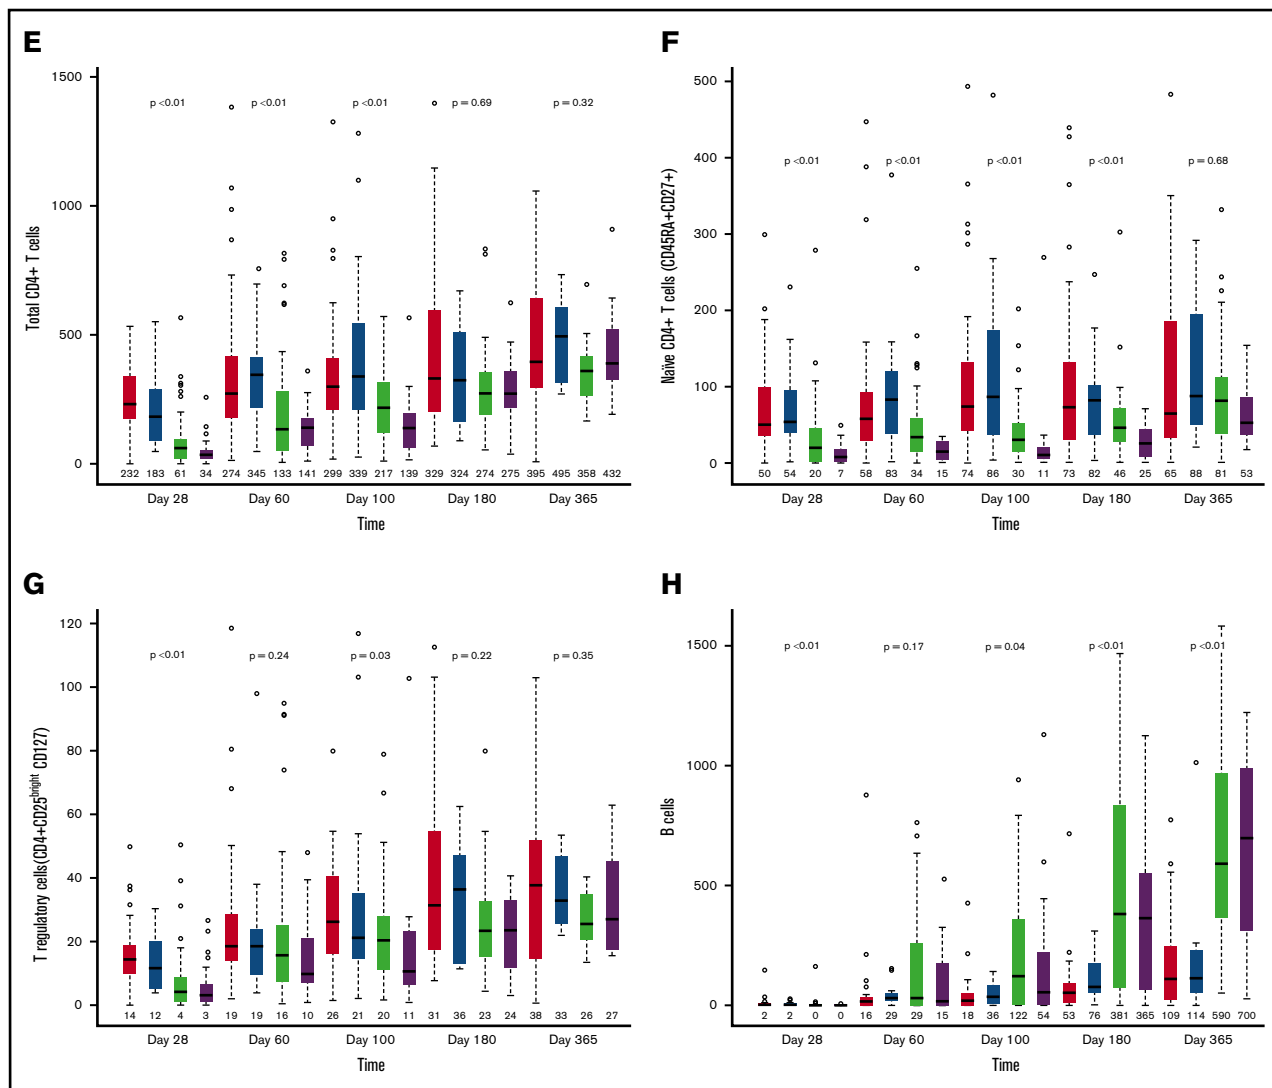 E
Total CD4+ T cells
1500
1000
500
0
p <0.01 p <0.01 p <0.01 p = 0.69 p = 0.32
232 183 61 34 274 345 133 141 299 339 217 139 329 324 274 275 395 495 358 432
Day 28 Day 60 Day 100 Day 180 Day 365
Time
F
Naïve CD4+ T cells (CD45RA+CD27+)
500
400
300
200
100
0
p <0.01 p <0.01 p <0.01 p <0.01 p = 0.68
50 54 20 7 58 83 34 15 74 86 30 11 73 82 46 25 65 88 81 53
Day 28 Day 60 Day 100 Day 180 Day 365
Time
G
T regulatory cells(CD4+CD25bright CD127)
120
100
80
60
40
20
0
p <0.01 p = 0.24 p = 0.03 p = 0.22 p = 0.35
14 12 4 3 19 19 16 10 26 21 20 11 31 36 23 24 38 33 26 27
Day 28 Day 60 Day 100 Day 180 Day 365
Time
H
B cells
1500
1000
500
0
p <0.01 p = 0.17 p = 0.04 p <0.01 p <0.01
2 2 0 0 16 29 29 15 18 36 122 54 53 76 381 365 109 114 590 700
Day 28 Day 60 Day 100 Day 180 Day 365
Time